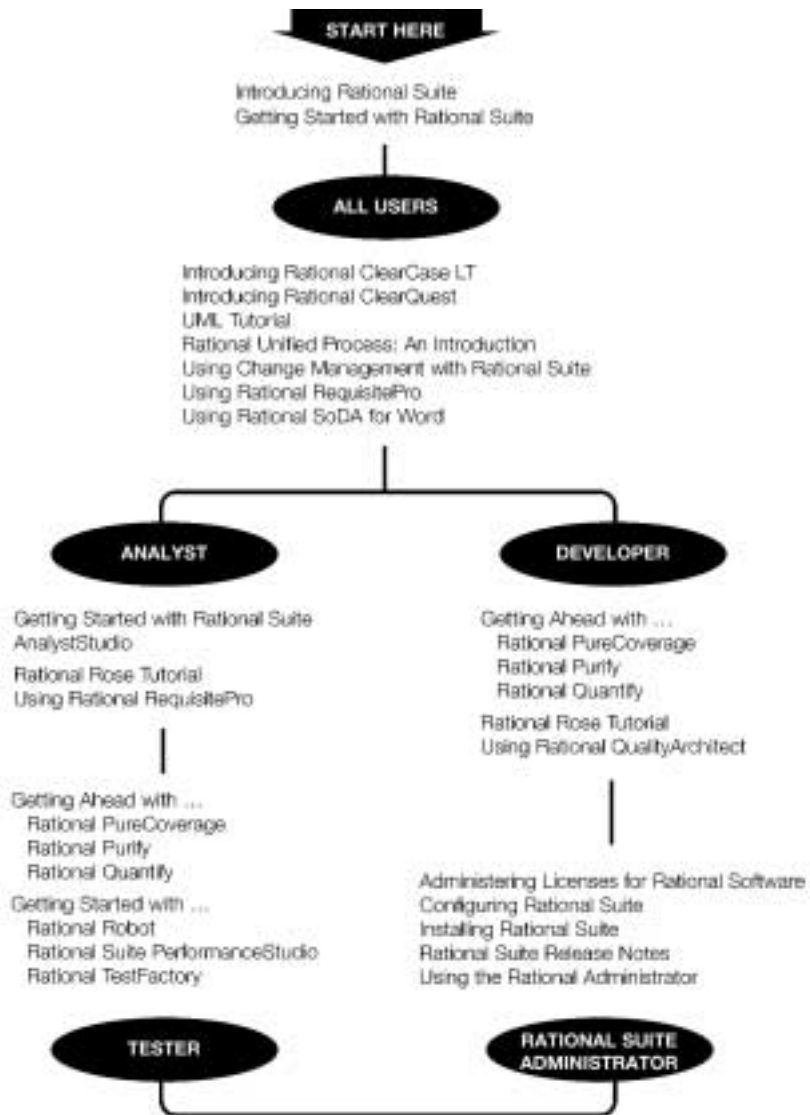 START HERE
Introducing Rational Suite
Getting Started with Rational Suite
ALL USERS
Introducing Rational ClearCase LT
Introducing Rational ClearQuest
UML Tutorial
Rational Unified Process: An Introduction
Using Change Management with Rational Suite
Using Rational RequisitePro
Using Rational SoDA for Word
ANALYST
Getting Started with Rational Suite
AnalystStudio
Rational Rose Tutorial
Using Rational RequisitePro
DEVELOPER
Getting Ahead with ...
Rational PureCoverage
Rational Purify
Rational Quantify
Rational Rose Tutorial
Using Rational QualityArchitect
Getting Ahead with ...
Rational PureCoverage
Rational Purify
Rational Quantify
Getting Started with ...
Rational Robot
Rational Suite PerformanceStudio
Rational TestFactory
TESTER
Administering Licenses for Rational Software
Configuring Rational Suite
Installing Rational Suite
Rational Suite Release Notes
Using the Rational Administrator
RATIONAL SUITE
ADMINISTRATOR